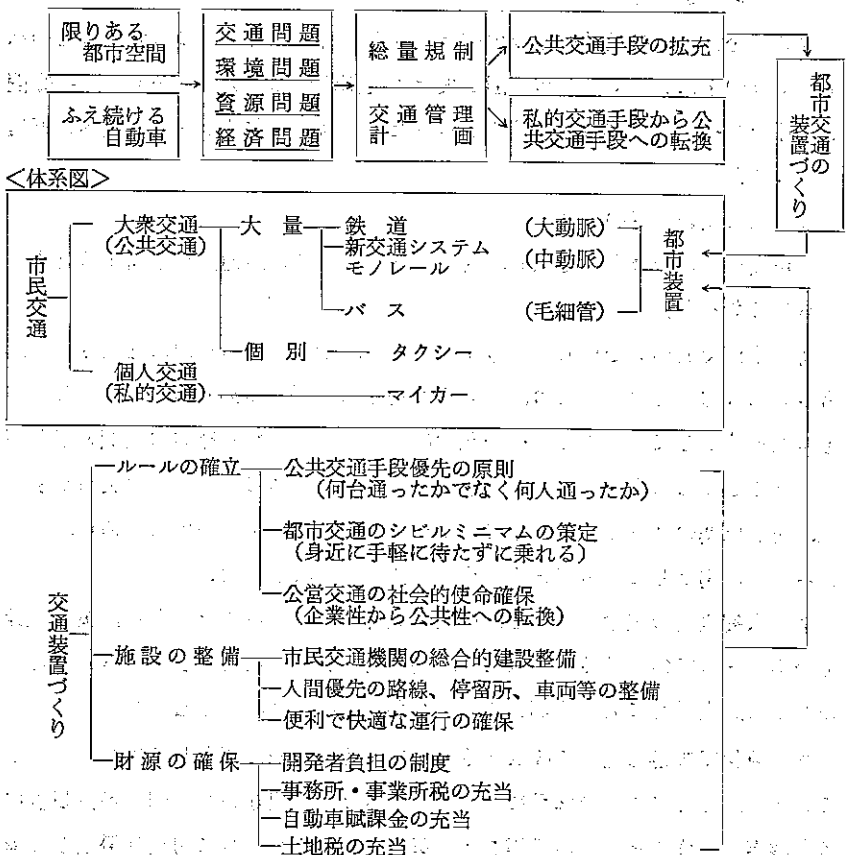 限りある
都市空間
ふえ続ける
自動車
交通問題
環境問題
資源問題
経済問題
総量規制
交通管理
計画
公共交通手段の拡充
私的交通手段から公
共交通手段への転換
都市交通の
装置づくり
<体系図>
市民交通
大衆交通
(公共交通)
大量
鉄道
(大動脈)
新交通システム
モノレール
(中動脈)
バス
(毛細管)
都市装置
個別
タクシー
個人交通
(私的交通)
マイガー
交通装置づくり
ルールの確立
公共交通手段優先の原則
(何台通ったかでなく何人通ったか)
都市交通のシビルミニマムの策定
(身近に手軽に待たずに乗れる)
公営交通の社会的使命確保
(企業性から公共性への転換)
施設の整備
市民交通機関の総合的建設整備
人間優先の路線、停留所、車両等の整備
便利で快適な運行の確保
財源の確保
開発者負担の制度
事務所・事業所税の充当
自動車賦課金の充当
土地税の充当